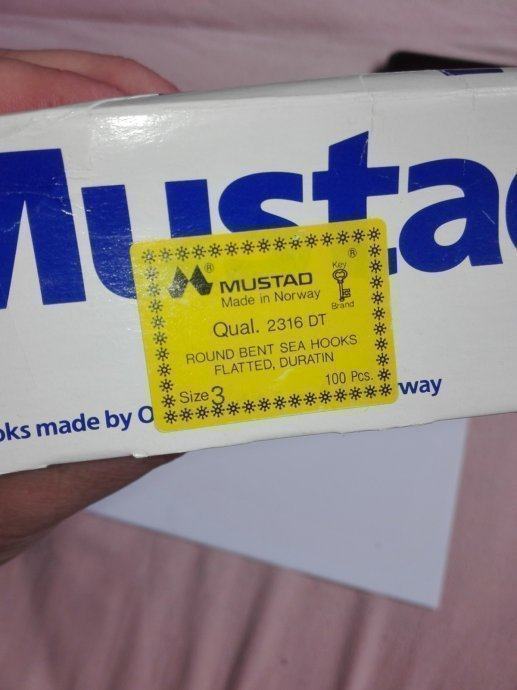 Mustad
® MUSTAD
Key ®
Brand
Made in Norway
Qual. 2316 DT
ROUND BENT SEA HOOKS
FLATTED, DURATIN
Size 3 100 Pcs.
oks made by O
way